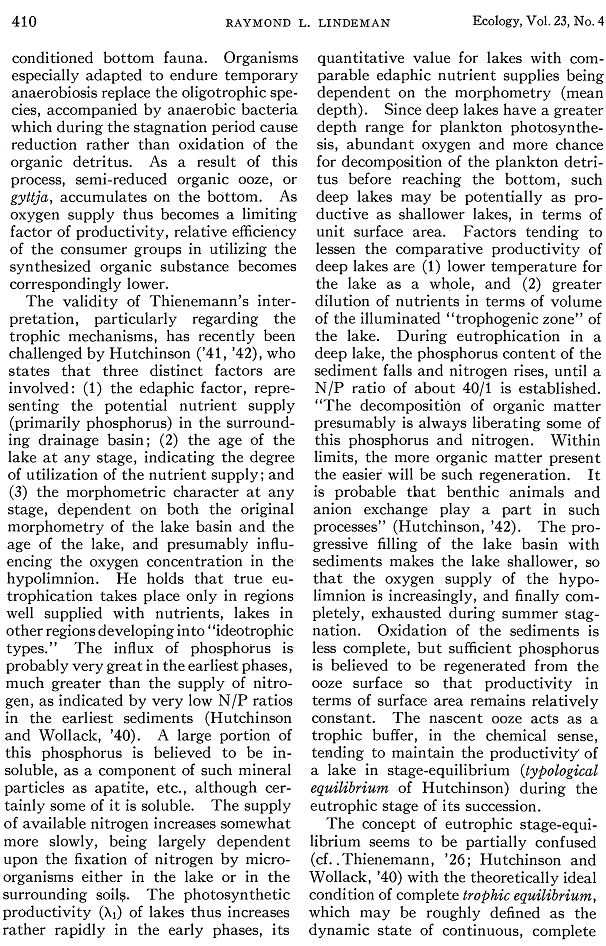 410
RAYMOND L. LINDEMAN
Ecology, Vol. 23, No. 4
conditioned bottom fauna. Organisms
especially adapted to endure temporary
anaerobiosis replace the oligotrophic spe-
cies, accompanied by anaerobic bacteria
which during the stagnation period cause
reduction rather than oxidation of the
organic detritus. As a result of this
process, semi-reduced organic ooze, or
gyttja, accumulates on the bottom. As
oxygen supply thus becomes a limiting
factor of productivity, relative efficiency
of the consumer groups in utilizing the
synthesized organic substance becomes
correspondingly lower.
The validity of Thienemann's inter-
pretation, particularly regarding the
trophic mechanisms, has recently been
challenged by Hutchinson ('41, '42), who
states that three distinct factors are
involved: (1) the edaphic factor, repre-
senting the potential nutrient supply
(primarily phosphorus) in the surround-
ing drainage basin; (2) the age of the
lake at any stage, indicating the degree
of utilization of the nutrient supply; and
(3) the morphometric character at any
stage, dependent on both the original
morphometry of the lake basin and the
age of the lake, and presumably influ-
encing the oxygen concentration in the
hypolimnion. He holds that true eu-
trophication takes place only in regions
well supplied with nutrients, lakes in
other regions developing into "ideotrophic
types." The influx of phosphorus is
probably very great in the earliest phases,
much greater than the supply of nitro-
gen, as indicated by very low N/P ratios
in the earliest sediments (Hutchinson
and Wollack, '40). A large portion of
this phosphorus is believed to be in-
soluble, as a component of such mineral
particles as apatite, etc., although cer-
tainly some of it is soluble. The supply
of available nitrogen increases somewhat
more slowly, being largely dependent
upon the fixation of nitrogen by micro-
organisms either in the lake or in the
surrounding soils. The photosynthetic
productivity (λ1) of lakes thus increases
rather rapidly in the early phases, its
quantitative value for lakes with com-
parable edaphic nutrient supplies being
dependent on the morphometry (mean
depth). Since deep lakes have a greater
depth range for plankton photosynthe-
sis, abundant oxygen and more chance
for decomposition of the plankton detri-
tus before reaching the bottom, such
deep lakes may be potentially as pro-
ductive as shallower lakes, in terms of
unit surface area. Factors tending to
lessen the comparative productivity of
deep lakes are (1) lower temperature for
the lake as a whole, and (2) greater
dilution of nutrients in terms of volume
of the illuminated "trophogenic zone" of
the lake. During eutrophication in a
deep lake, the phosphorus content of the
sediment falls and nitrogen rises, until a
N/P ratio of about 40/1 is established.
"The decomposition of organic matter
presumably is always liberating some of
this phosphorus and nitrogen. Within
limits, the more organic matter present
the easier will be such regeneration. It
is probable that benthic animals and
anion exchange play a part in such
processes" (Hutchinson, '42). The pro-
gressive filling of the lake basin with
sediments makes the lake shallower, so
that the oxygen supply of the hypo-
limnion is increasingly, and finally com-
pletely, exhausted during summer stag-
nation. Oxidation of the sediments is
less complete, but sufficient phosphorus
is believed to be regenerated from the
ooze surface so that productivity in
terms of surface area remains relatively
constant. The nascent ooze acts as a
trophic buffer, in the chemical sense,
tending to maintain the productivity of
a lake in stage-equilibrium (typological
equilibrium of Hutchinson) during the
eutrophic stage of its succession.
The concept of eutrophic stage-equi-
librium seems to be partially confused
(cf. . Thienemann, '26; Hutchinson and
Wollack, '40) with the theoretically ideal
condition of complete trophic equilibrium,
which may be roughly defined as the
dynamic state of continuous, complete